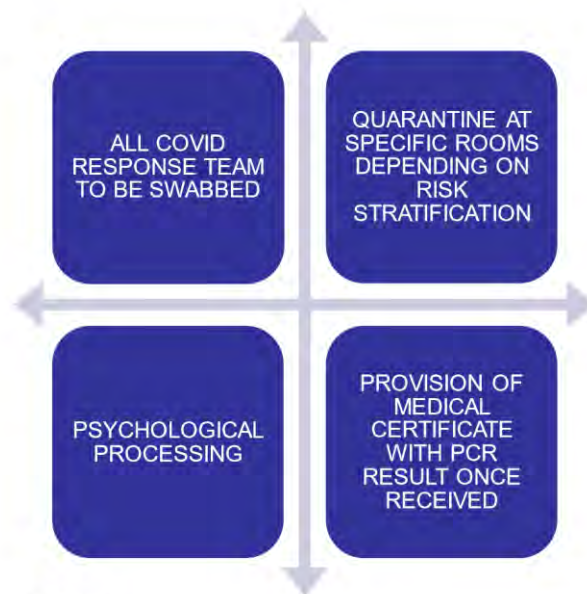 ALL COVID
RESPONSE TEAM
TO BE SWABBED
QUARANTINE AT
SPECIFIC ROOMS
DEPENDING ON
RISK
STRATIFICATION
PSYCHOLOGICAL
PROCESSING
PROVISION OF
MEDICAL
CERTIFICATE
WITH PCR
RESULT ONCE
RECEIVED